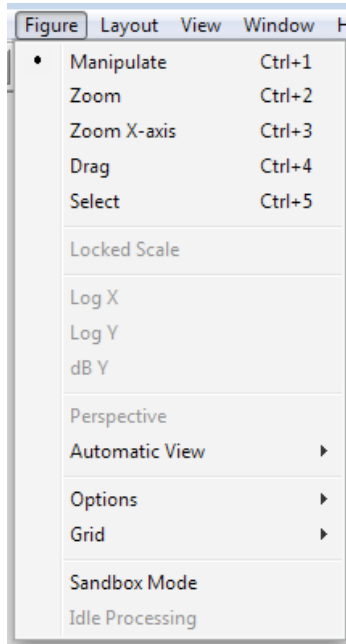 Figure Layout View Window H
Manipulate Ctrl+1
Zoom Ctrl+2
Zoom X-axis Ctrl+3
Drag Ctrl+4
Select Ctrl+5
Locked Scale
Log X
Log Y
dB Y
Perspective
Automatic View
Options
Grid
Sandbox Mode
Idle Processing